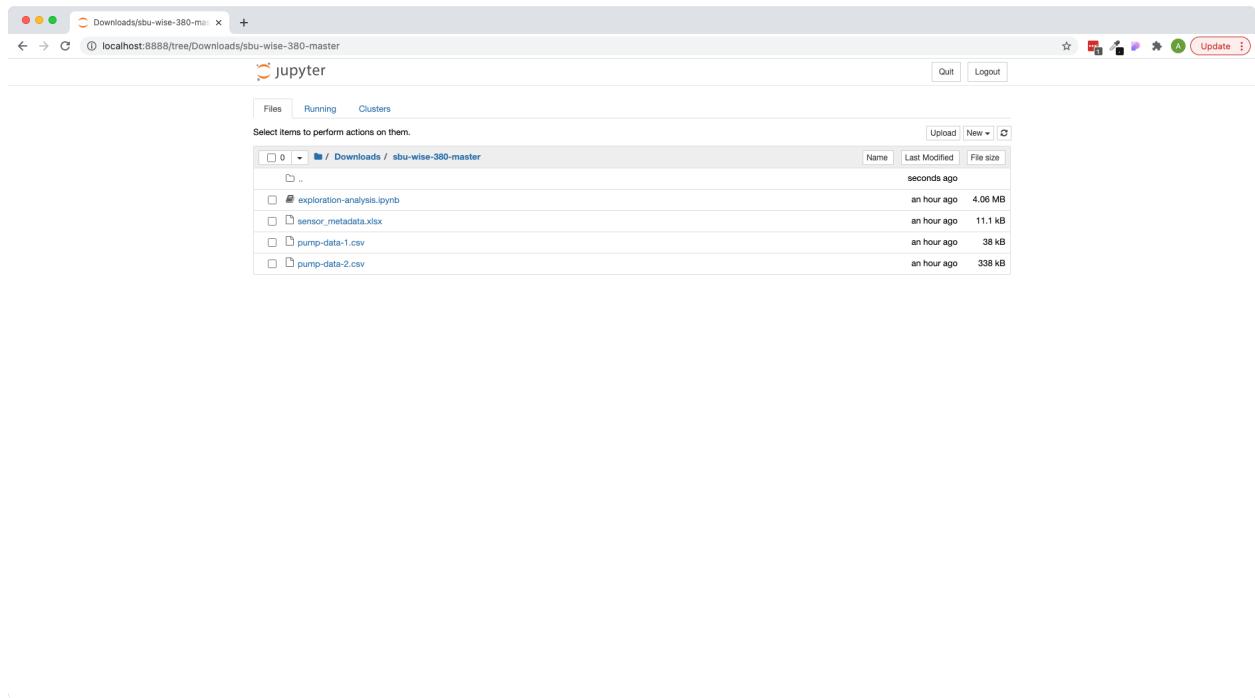 Downloads/sbu-wise-380-mas
localhost:8888/tree/Downloads/sbu-wise-380-master
1 A Update
jupyter Quit Logout
Files Running Clusters
Select items to perform actions on them. Upload New
0 / Downloads / sbu-wise-380-master Name Last Modified File size
.. seconds ago
exploration-analysis.ipynb an hour ago 4.06 MB
sensor_metadata.xlsx an hour ago 11.1 kB
pump-data-1.csv an hour ago 38 kB
pump-data-2.csv an hour ago 338 kB